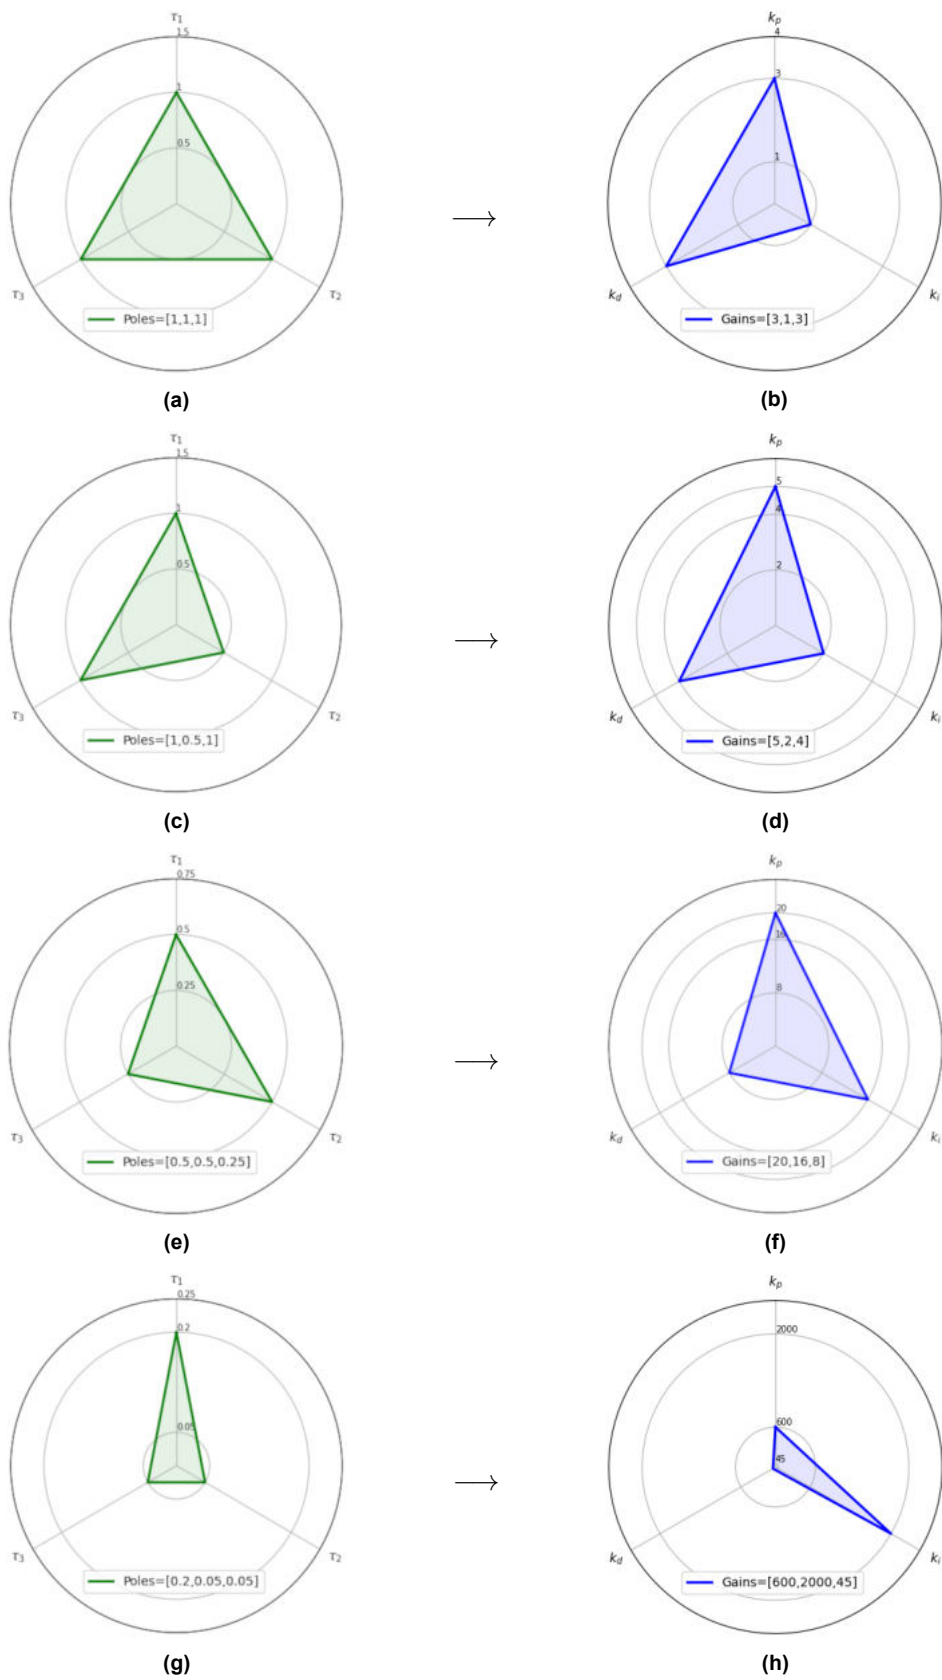 τ1
1.5
1
0.5
τ3
τ2
Poles=[1,1,1]
(a)
→
kp
4
3
1
kd
ki
Gains=[3,1,3]
(b)
τ1
1.5
1
0.5
τ3
τ2
Poles=[1,0.5,1]
(c)
→
kp
5
4
2
kd
ki
Gains=[5,2,4]
(d)
τ1
0.75
0.5
0.25
τ3
τ2
Poles=[0.5,0.5,0.25]
(e)
→
kp
20
16
8
kd
ki
Gains=[20,16,8]
(f)
τ1
0.25
0.2
0.05
τ3
τ2
Poles=[0.2,0.05,0.05]
(g)
→
kp
2000
600
45
kd
ki
Gains=[600,2000,45]
(h)